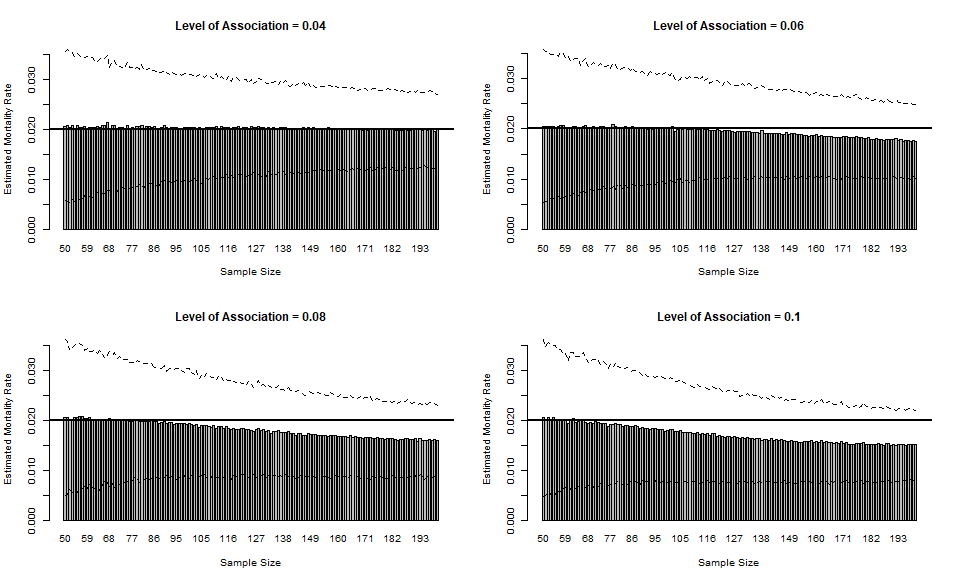 Level of Association = 0.04
Estimated Mortality Rate
0.030
0.020
0.010
0.000
50 59 68 77 86 95 105 116 127 138 149 160 171 182 193
Sample Size
Level of Association = 0.06
Estimated Mortality Rate
0.030
0.020
0.010
0.000
50 59 68 77 86 95 105 116 127 138 149 160 171 182 193
Sample Size
Level of Association = 0.08
Estimated Mortality Rate
0.030
0.020
0.010
0.000
50 59 68 77 86 95 105 116 127 138 149 160 171 182 193
Sample Size
Level of Association = 0.1
Estimated Mortality Rate
0.030
0.020
0.010
0.000
50 59 68 77 86 95 105 116 127 138 149 160 171 182 193
Sample Size